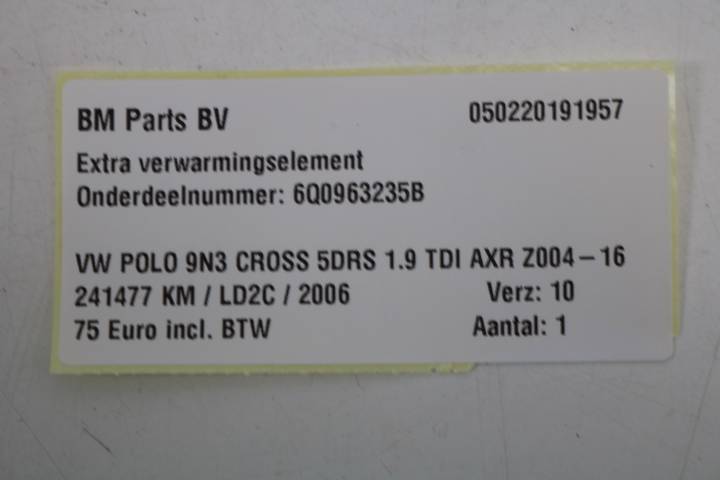 BM Parts BV 050220191957
Extra verwarmingselement
Onderdeelnummer: 6Q0963235B
VW POLO 9N3 CROSS 5DRS 1.9 TDI AXR Z004-16
241477 KM / LD2C / 2006 Verz: 10
75 Euro incl. BTW Aantal: 1